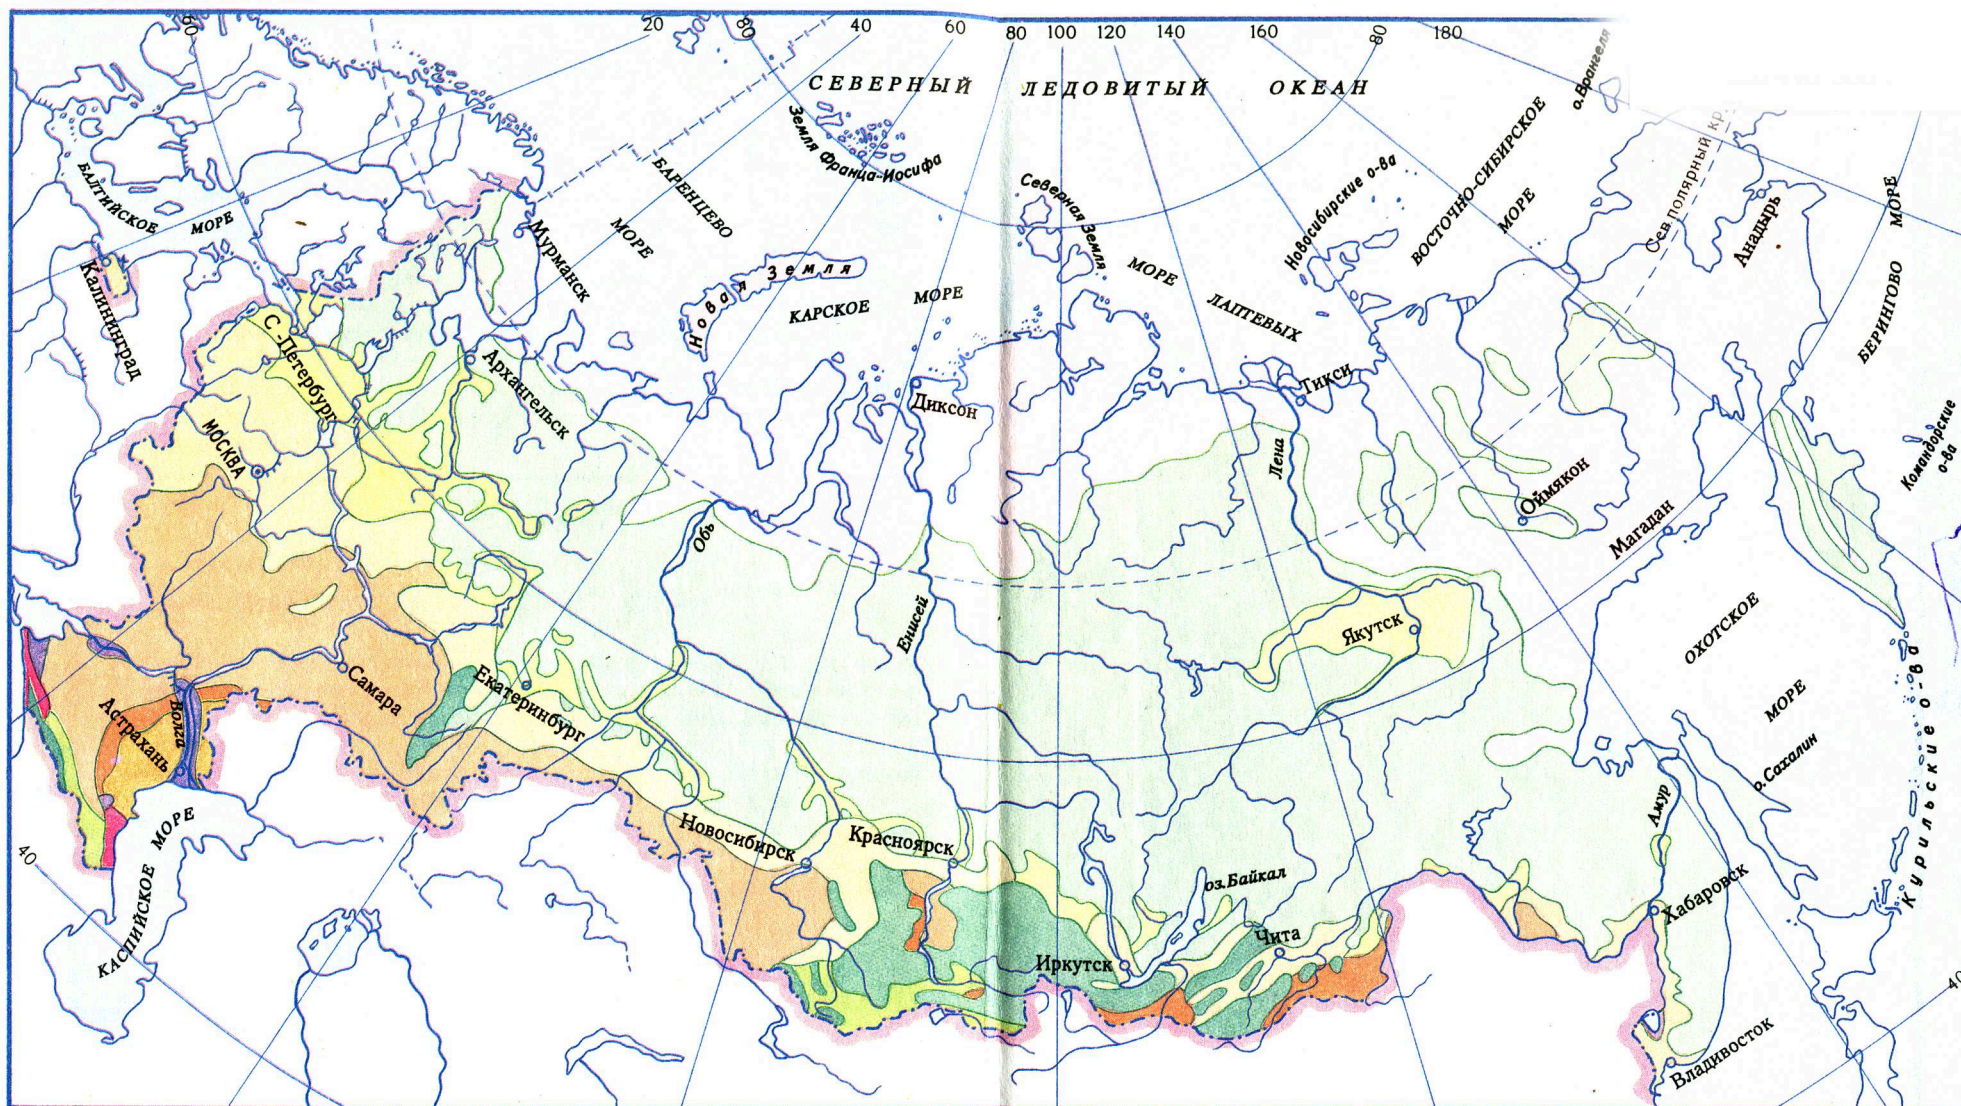 60
20
80
40
60
80
100
120
140
160
80
180
СЕВЕРНЫЙ ЛЕДОВИТЫЙ ОКЕАН
о.Врангеля
Земля Франца-Иосифа
БАРЕНЦЕВО
МОРЕ
БАЛТИЙСКОЕ
МОРЕ
Северная Земля
Новосибирские о-ва
ВОСТОЧНО-СИБИРСКОЕ
МОРЕ
Сев полярный кр
Анадырь
БЕРИНГОВО МОРЕ
Мурманск
Калининград
Новая Земля
КАРСКОЕ МОРЕ
МОРЕ
ЛАПТЕВЫХ
С.-Петербург
Архангельск
Диксон
Тикси
МОСКВА
Лена
Оймякон
Магадан
Командорские
о-ва
Обь
Енисей
Якутск
ОХОТСКОЕ
МОРЕ
Курильские о-ва
Самара
Екатеринбург
Астрахань
Волга
о.Сахалин
Амур
Новосибирск
Красноярск
оз.Байкал
Хабаровск
Чита
Иркутск
КАСПИЙСКОЕ МОРЕ
40
40
Владивосток